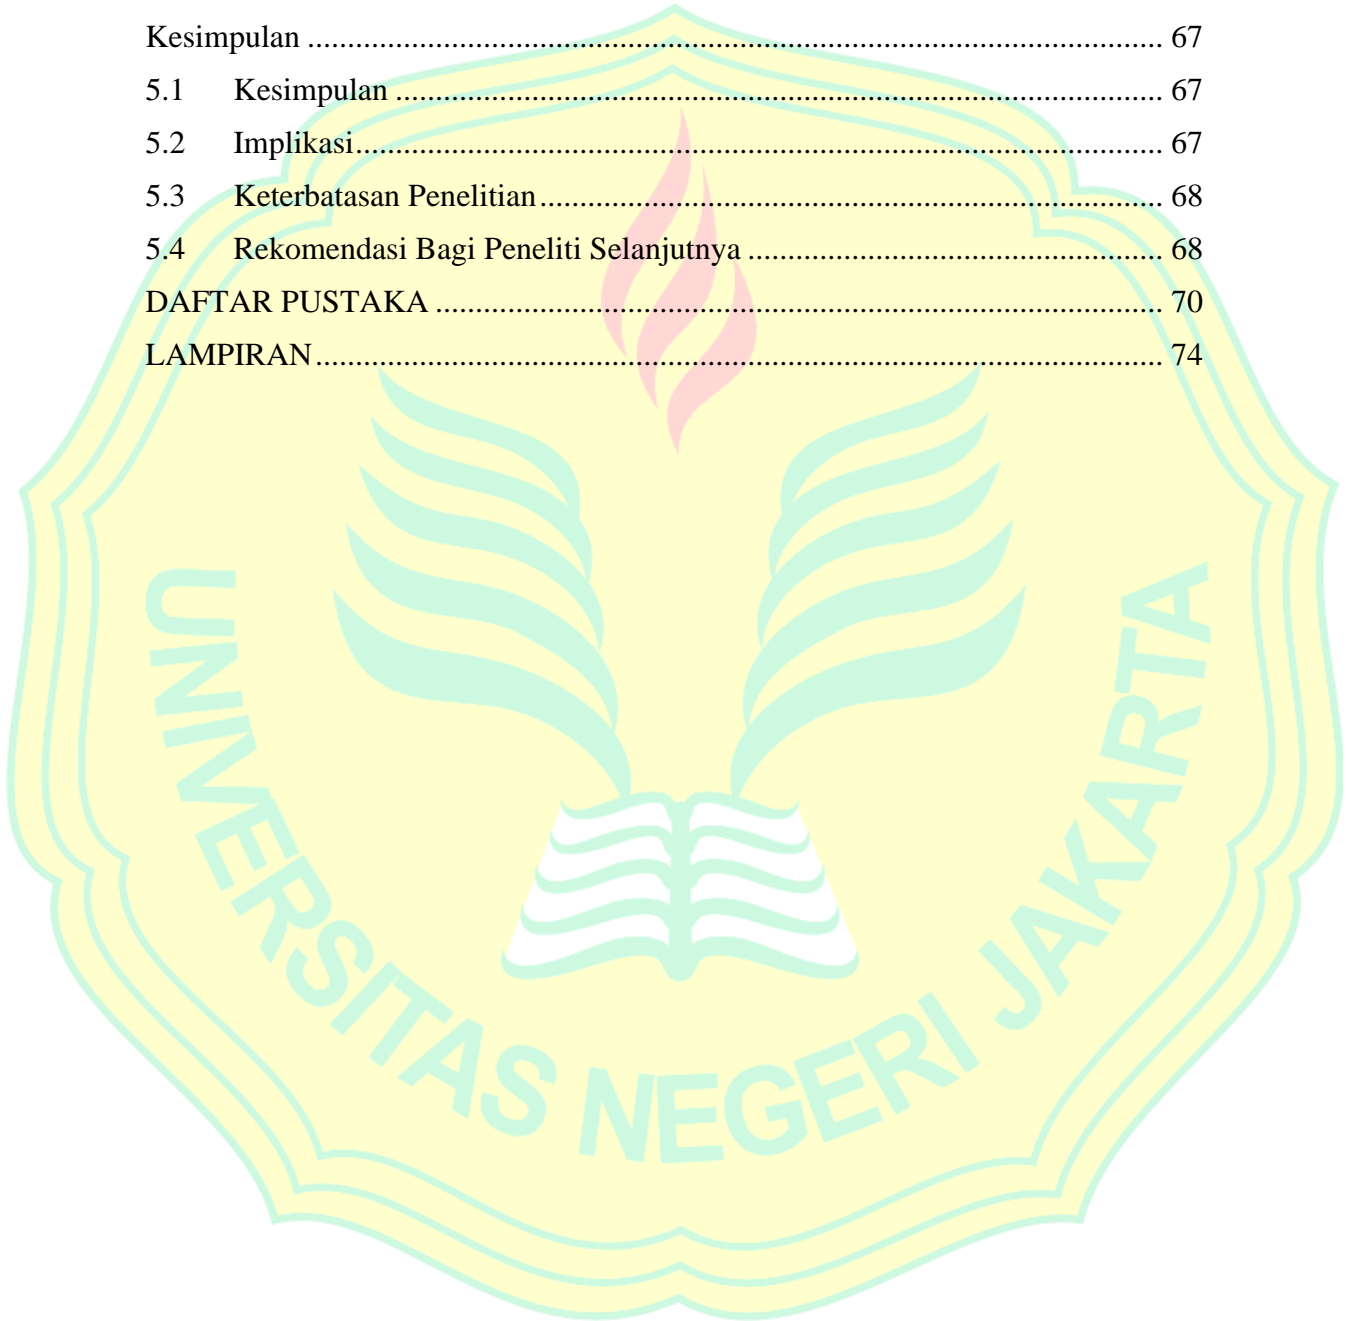 Kesimpulan ........................................................................................................... 67
5.1 Kesimpulan ................................................................................................ 67
5.2 Implikasi..................................................................................................... 67
5.3 Keterbatasan Penelitian.............................................................................. 68
5.4 Rekomendasi Bagi Peneliti Selanjutnya .................................................... 68
DAFTAR PUSTAKA ........................................................................................... 70
LAMPIRAN.......................................................................................................... 74
UNIVERSITAS NEGERI JAKARTA